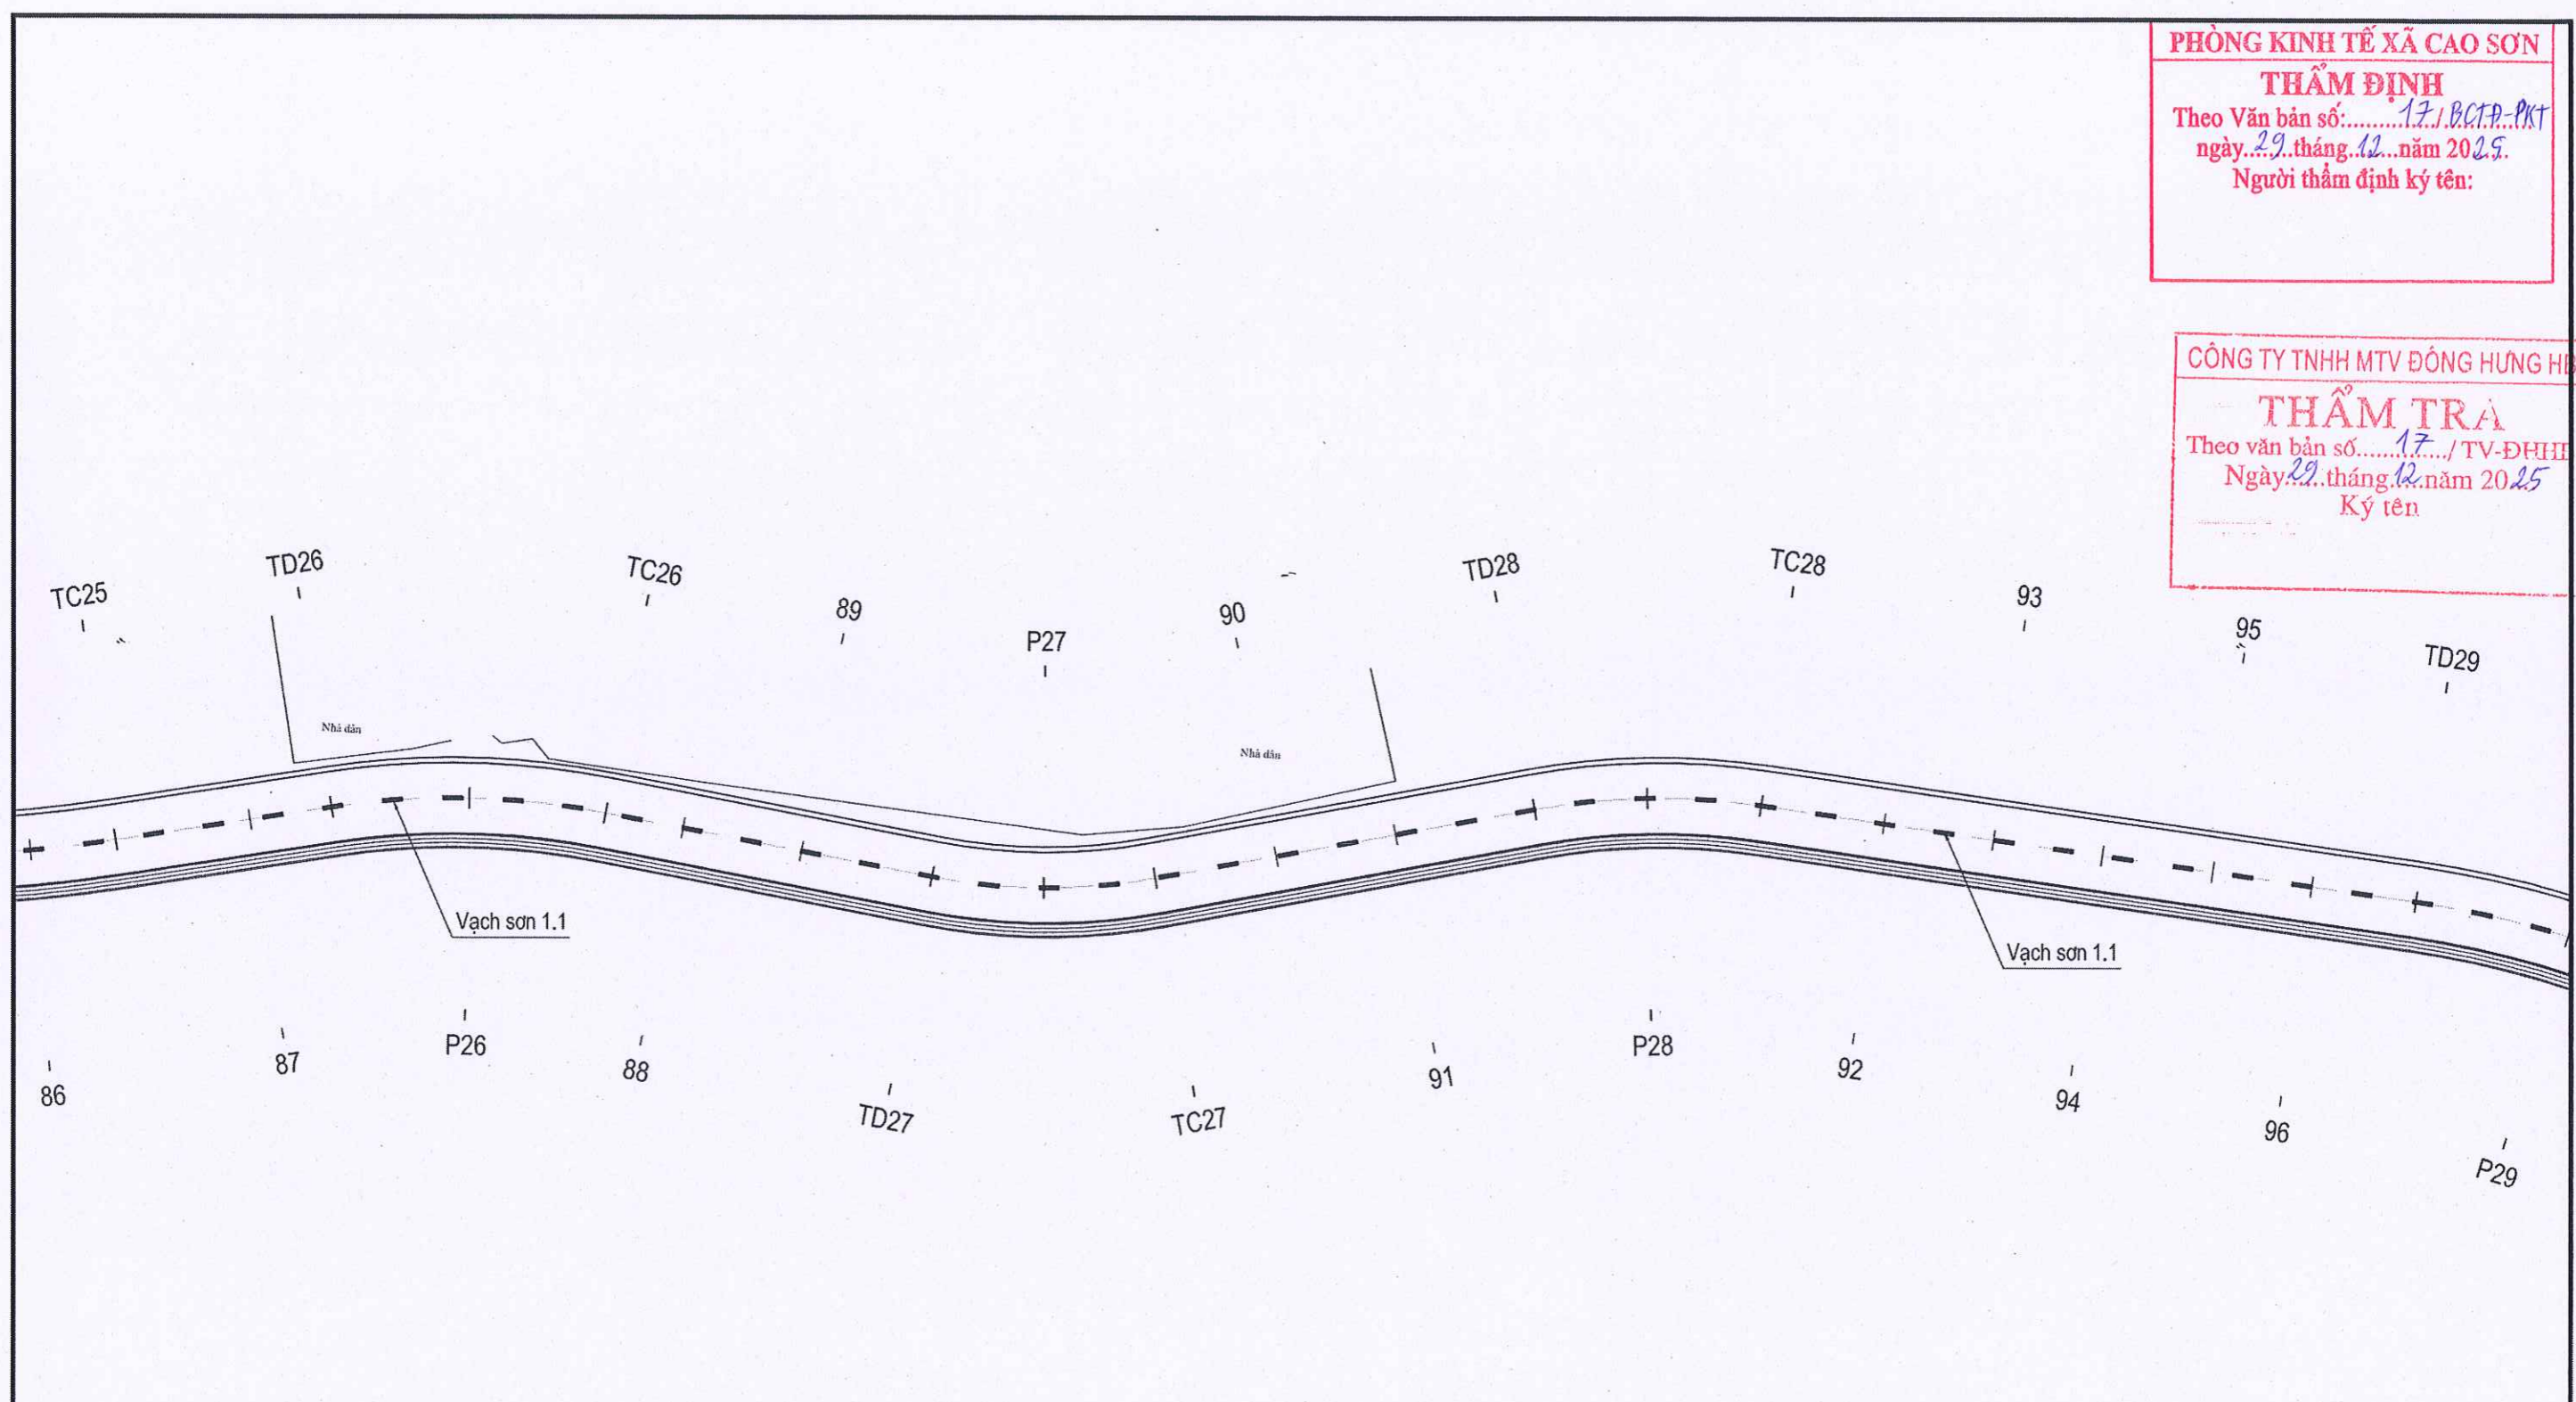 PHÒNG KINH TẾ XÃ CAO SƠN
THẨM ĐỊNH
Theo Văn bản số:.........17./.BCTĐ-PKT
ngày..29..tháng..12...năm 2025.
Người thẩm định ký tên:
CÔNG TY TNHH MTV ĐÔNG HƯNG
THẨM TRA
Theo văn bản số........17...../ TV-ĐHH
Ngày..29..tháng.12.năm 2025
Ký tên
TC25
TD26
TC26
89
P27
90
TD28
TC28
93
95
TD29
Nhà dân
Nhà dân
Vạch sơn 1.1
Vạch sơn 1.1
86
87
P26
88
TD27
TC27
91
P28
92
94
96
P29